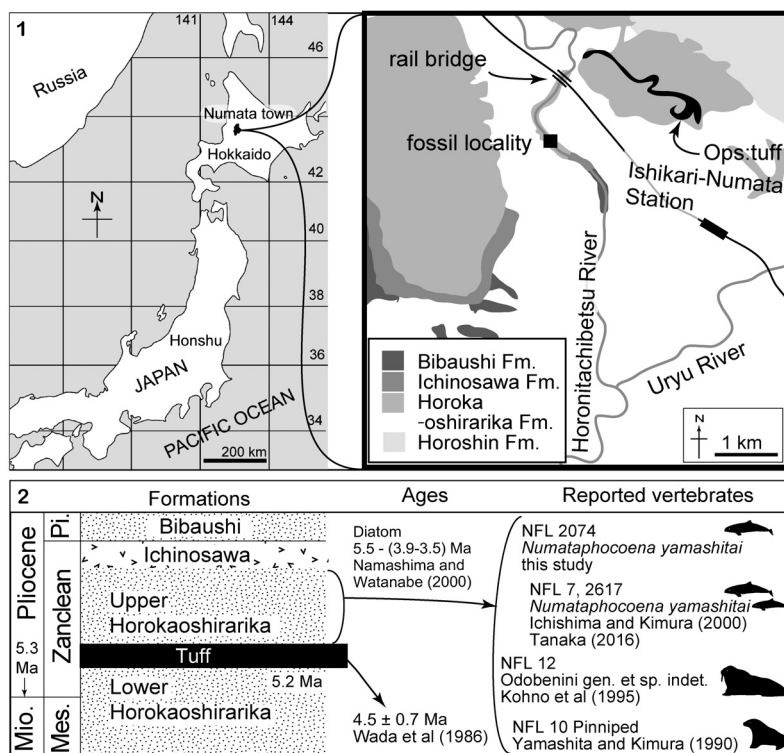 1
141
144
46
Russia
Numata town
Hokkaido
42
N
40
38
Honshu
JAPAN
36
PACIFIC OCEAN
34
200 km
rail bridge
fossil locality
Ops:tuff
Ishikari-Numata
Station
Horonitachibetsu River
Uryu River
Bibaushi Fm.
Ichinosawa Fm.
Horoka
-oshirarika Fm.
Horoshin Fm.
N
1 km
2
Formations
Ages
Reported vertebrates
Pliocene
5.3
Ma
Mio.
Pi.
Zanclean
Mes.
Bibaushi
Ichinosawa
Upper
Horokaoshirarika
Tuff
5.2 Ma
Lower
Horokaoshirarika
Diatom
5.5 - (3.9-3.5) Ma
Namashima and
Watanabe (2000)
4.5 ± 0.7 Ma
Wada et al (1986)
NFL 2074
Numataphocoena yamashitai
this study
NFL 7, 2617
Numataphocoena yamashitai
Ichishima and Kimura (2000)
Tanaka (2016)
NFL 12
Odobenini gen. et sp. indet.
Kohno et al (1995)
NFL 10 Pinniped
Yamashita and Kimura (1990)